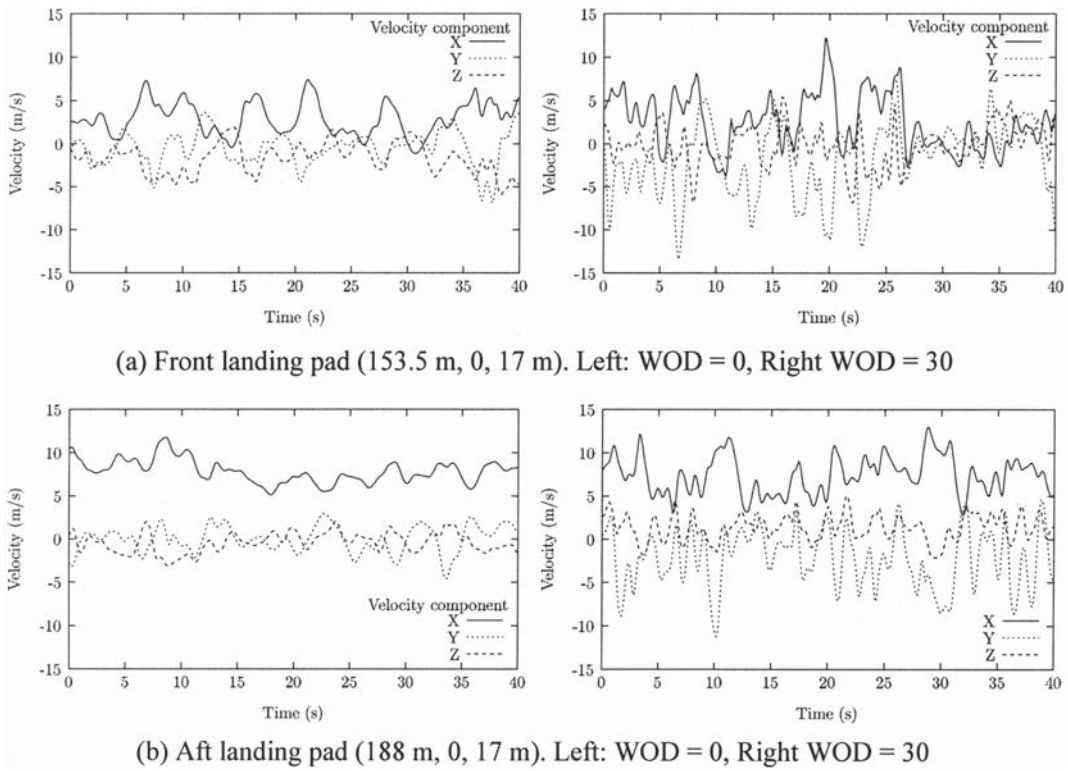 Velocity component
X
Y
Z
15
10
5
0
-5
-10
-15
Velocity (m/s)
0 5 10 15 20 25 30 35 40
Time (s)
Velocity component
X
Y
Z
15
10
5
0
-5
-10
-15
Velocity (m/s)
0 5 10 15 20 25 30 35 40
Time (s)
(a) Front landing pad (153.5 m, 0, 17 m). Left: WOD = 0, Right WOD = 30
15
10
5
0
-5
-10
-15
Velocity (m/s)
Velocity component
X
Y
Z
0 5 10 15 20 25 30 35 40
Time (s)
15
10
5
0
-5
-10
-15
Velocity (m/s)
X
Y
Z
0 5 10 15 20 25 30 35 40
Time (s)
(b) Aft landing pad (188 m, 0, 17 m). Left: WOD = 0, Right WOD = 30